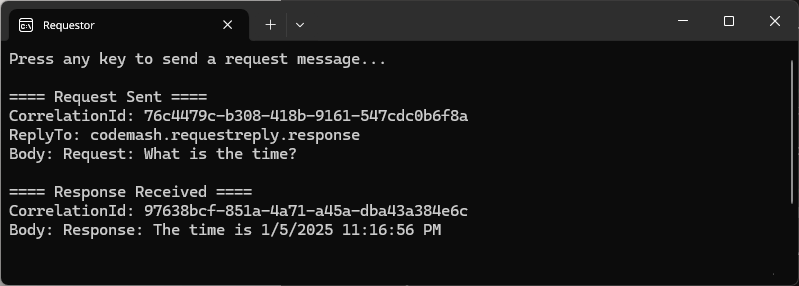 Requestor
Press any key to send a request message...
==== Request Sent ====
CorrelationId: 76c4479c-b308-418b-9161-547cdc0b6f8a
ReplyTo: codemash.requestreply.response
Body: Request: What is the time?
==== Response Received ====
CorrelationId: 97638bcf-851a-4a71-a45a-dba43a384e6c
Body: Response: The time is 1/5/2025 11:16:56 PM